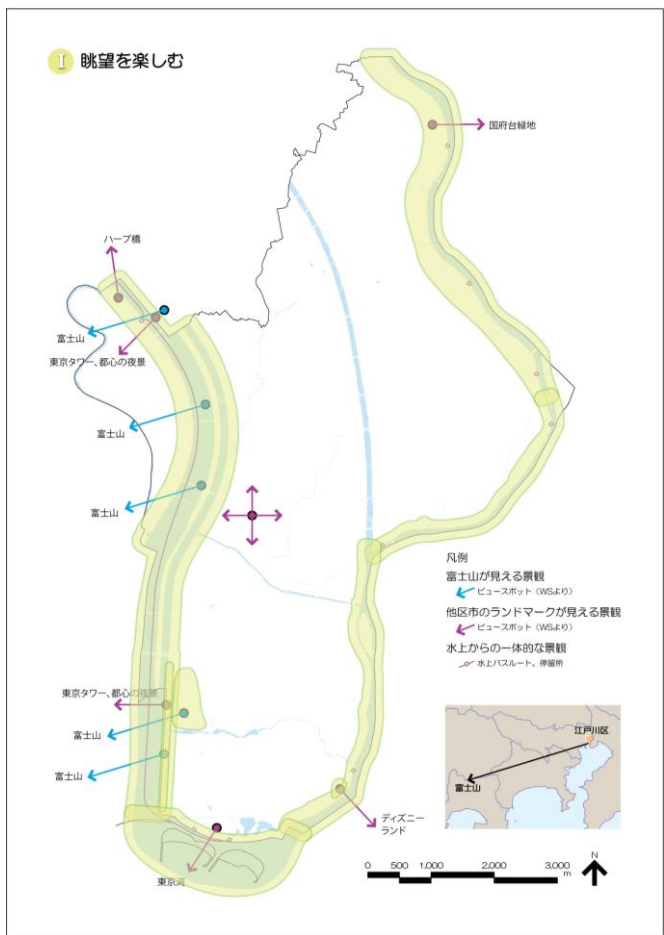 I 眺望を楽しむ
国府台緑地
ハープ橋
富士山
東京タワー、都心の夜景
富士山
富士山
凡例
富士山が見える景観
ビュースポット（WSより）
他区市のランドマークが見える景観
ビュースポット（WSより）
水上からの一体的な景観
水上バスルート、停留所
東京タワー、都心の夜景
富士山
富士山
江戸川区
富士山
ディズニー
ランド
東京湾
0 500 1,000 2,000 3,000
m
N